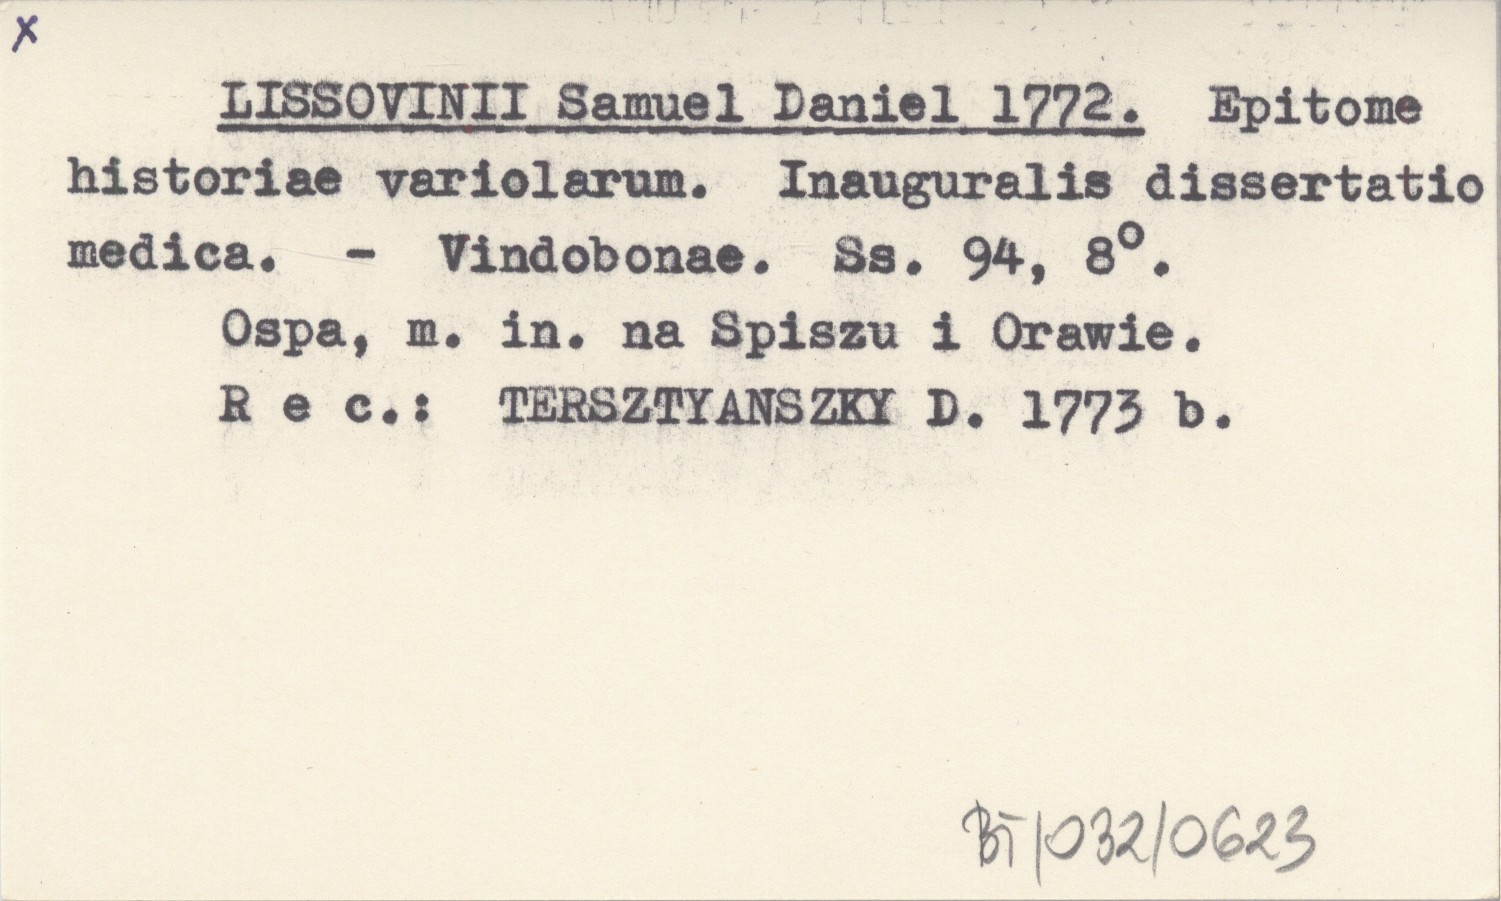 x
LISSOVINII Samuel Daniel 1772. Epitome
historiae variolarum. Inauguralis dissertatio
medica. - Vindobonae. Ss. 94, 8°.
Ospa, m. in. na Spiszu i Orawie.
R e c.: TERSZTYANSZKY D. 1773 b.
BT/032/0623